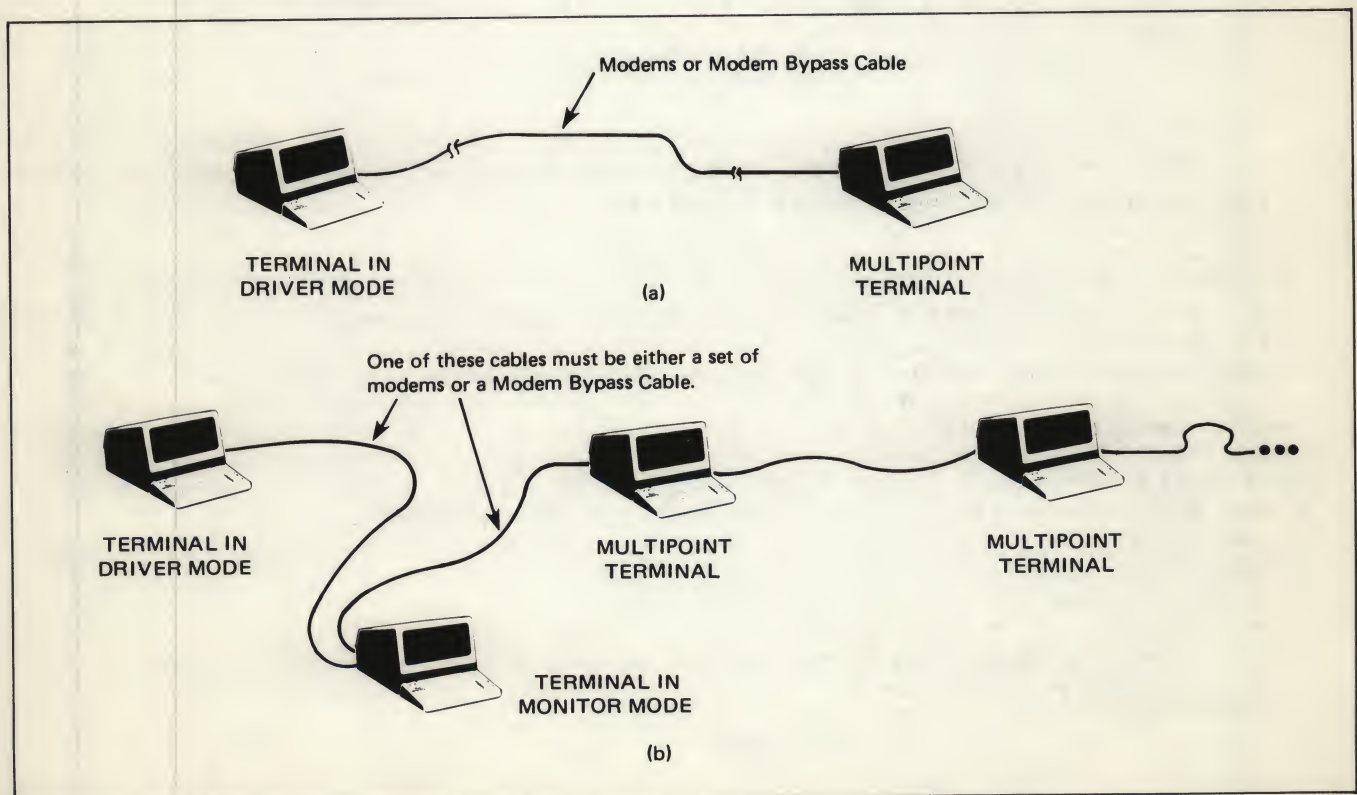 Modems or Modem Bypass Cable
TERMINAL IN
DRIVER MODE
MULTIPOINT
TERMINAL
(a)
One of these cables must be either a set of
modems or a Modem Bypass Cable.
TERMINAL IN
DRIVER MODE
MULTIPOINT
TERMINAL
MULTIPOINT
TERMINAL
TERMINAL IN
MONITOR MODE
(b)